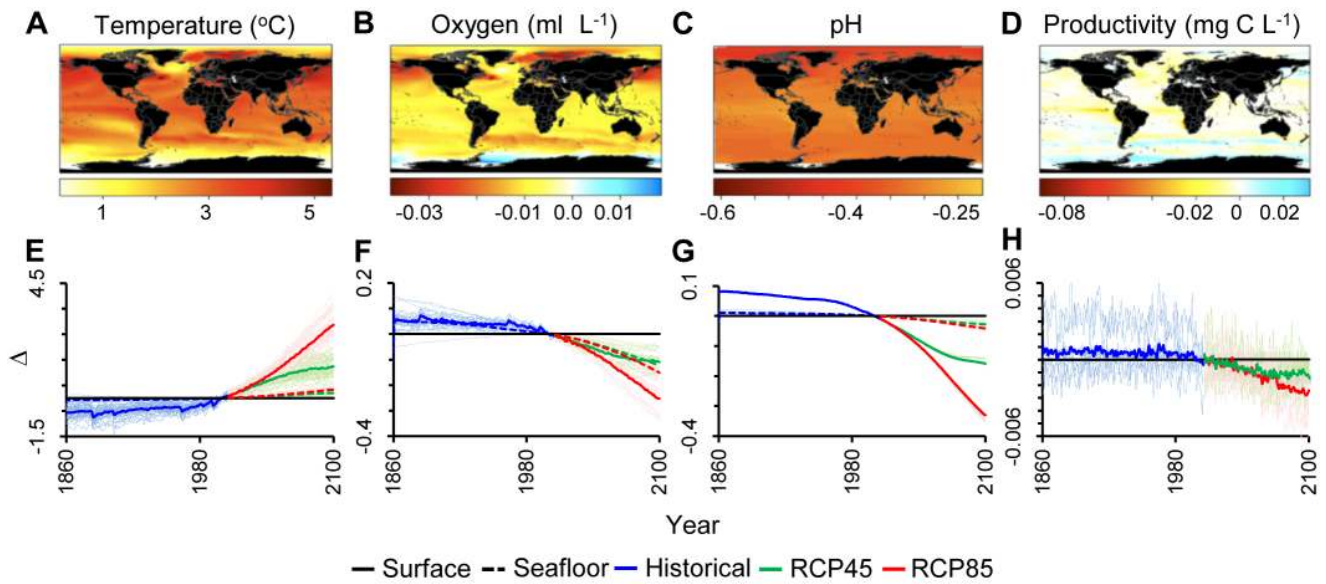 A Temperature (°C) B Oxygen (ml L-1) C pH D Productivity (mg C L-1)
1 3 5 -0.03 -0.01 0.0 0.01 -0.6 -0.4 -0.25 -0.08 -0.02 0 0.02
E F G H
4.5 0.2 0.1 0.006
Δ
-1.5 -0.4 -0.4 -0.006
1860 1980 2100 1860 1980 2100 1860 1980 2100 1860 1980 2100
Year
Surface Seafloor Historical RCP45 RCP85